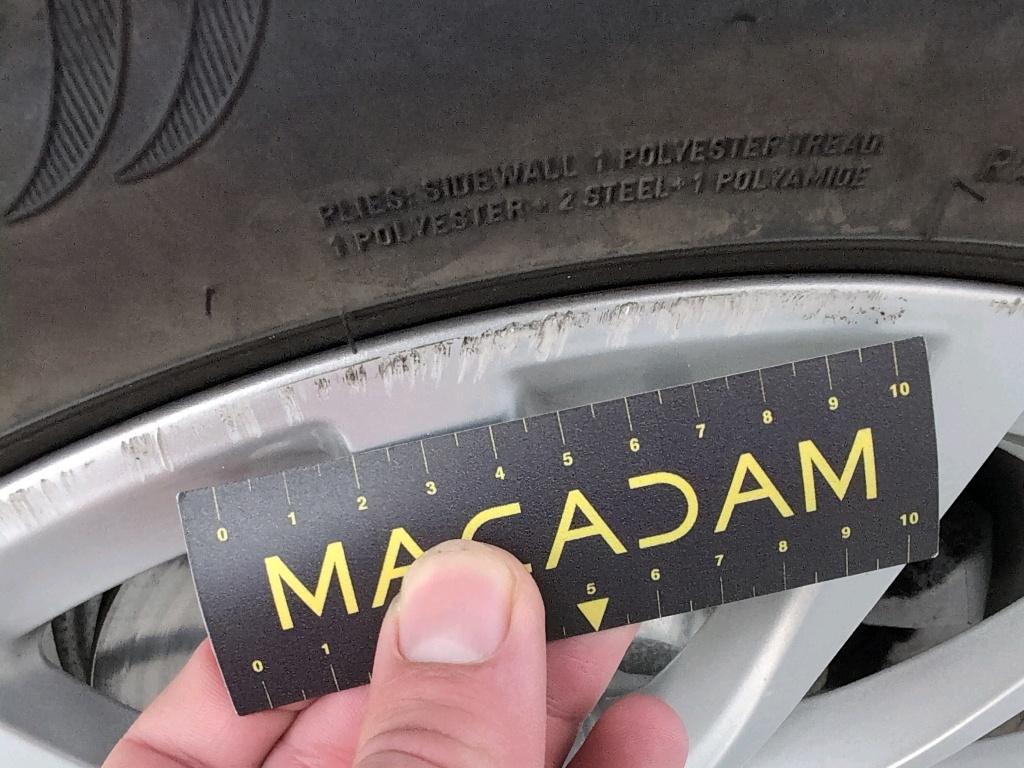 PLIES: SIDEWALL 1 POLYESTER TREAD
1 POLYESTER + 2 STEEL + 1 POLYAMIDE
0 1 2 3 4 5 6 7 8 9 10
MACADAM
0 1 5 6 7 8 9 10